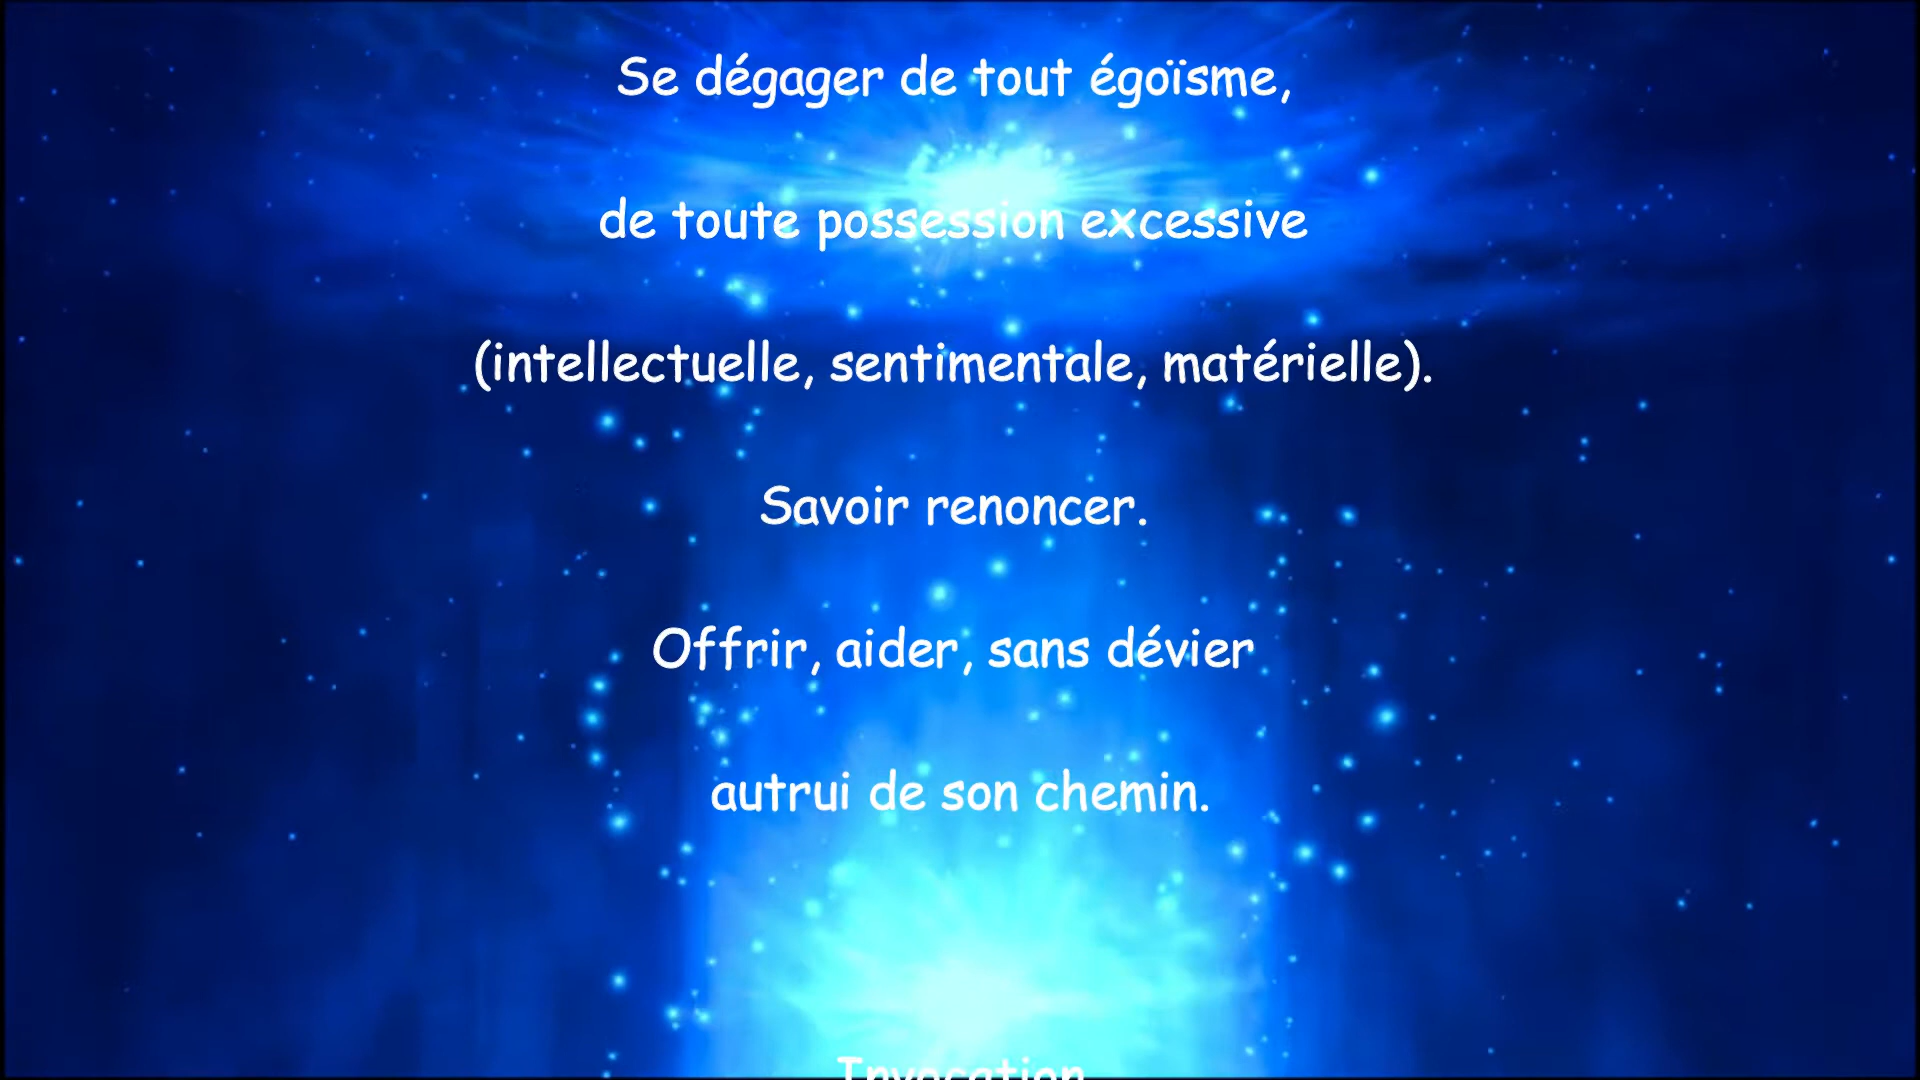 Se dégager de tout égoïsme,
de toute possession excessive
(intellectuelle, sentimentale, matérielle).
Savoir renoncer.
Offrir, aider, sans dévier
autrui de son chemin.
Invocation